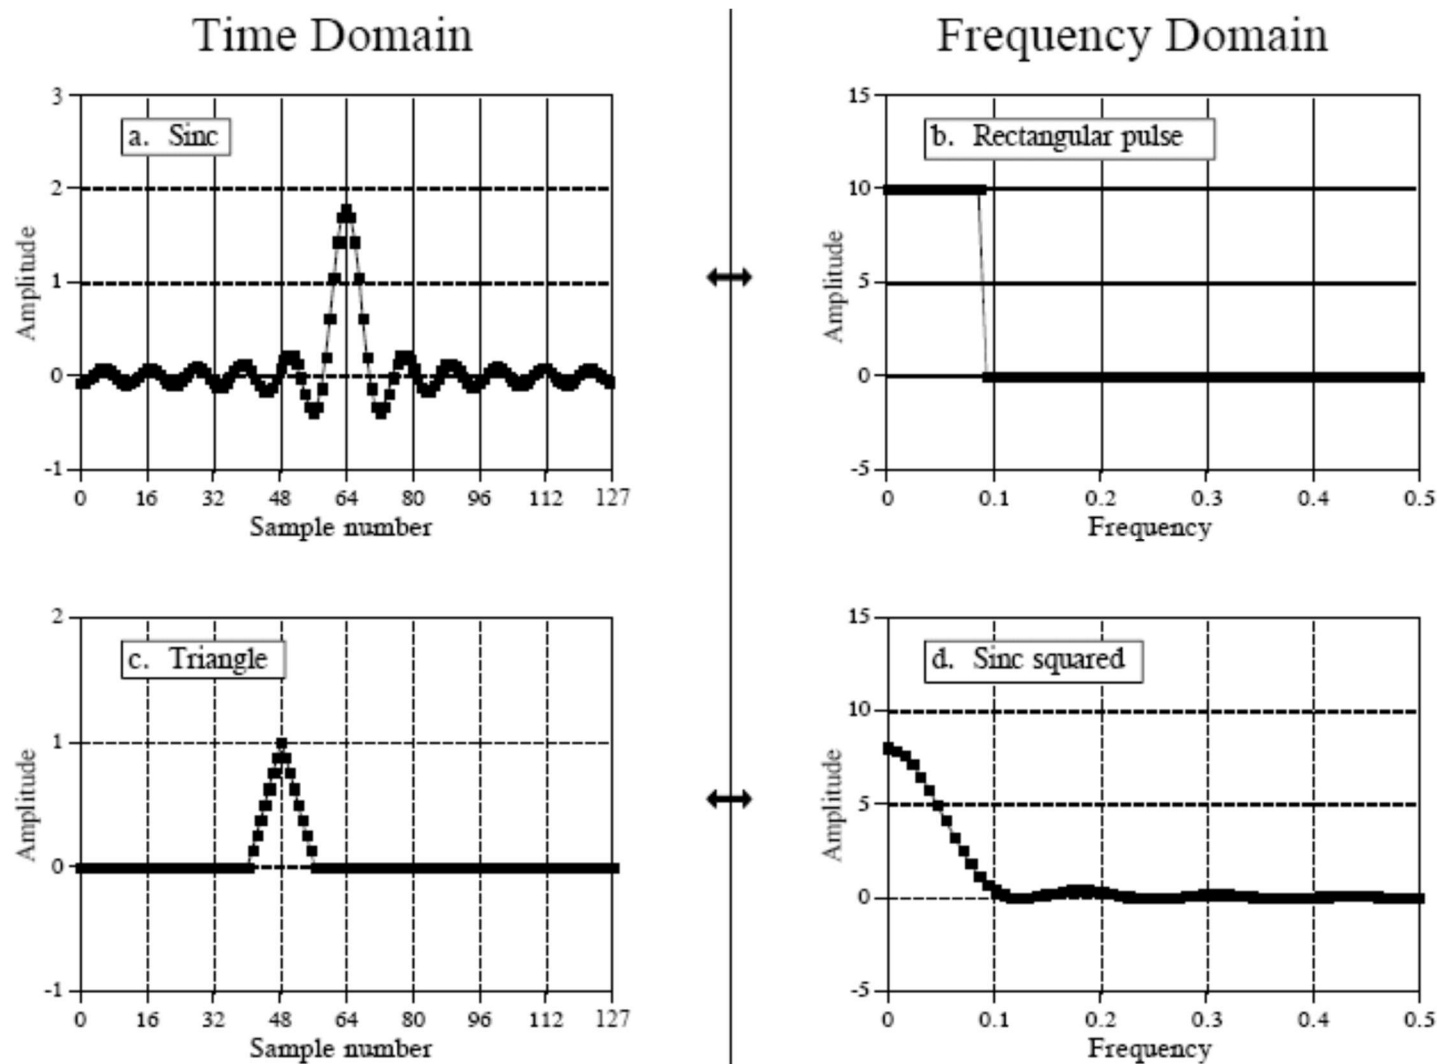 Time Domain
Frequency Domain
3
2
1
0
-1
Amplitude
a. Sinc
0 16 32 48 64 80 96 112 127
Sample number
15
10
5
0
-5
Amplitude
b. Rectangular pulse
0 0.1 0.2 0.3 0.4 0.5
Frequency
2
1
0
-1
Amplitude
c. Triangle
0 16 32 48 64 80 96 112 127
Sample number
15
10
5
0
-5
Amplitude
d. Sinc squared
0 0.1 0.2 0.3 0.4 0.5
Frequency